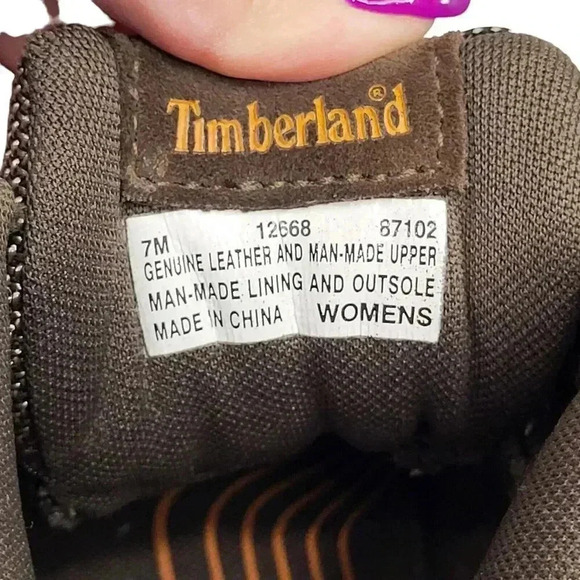 Timberland®
7M 12668 87102
GENUINE LEATHER AND MAN-MADE UPPER
MAN-MADE LINING AND OUTSOLE
MADE IN CHINA WOMENS